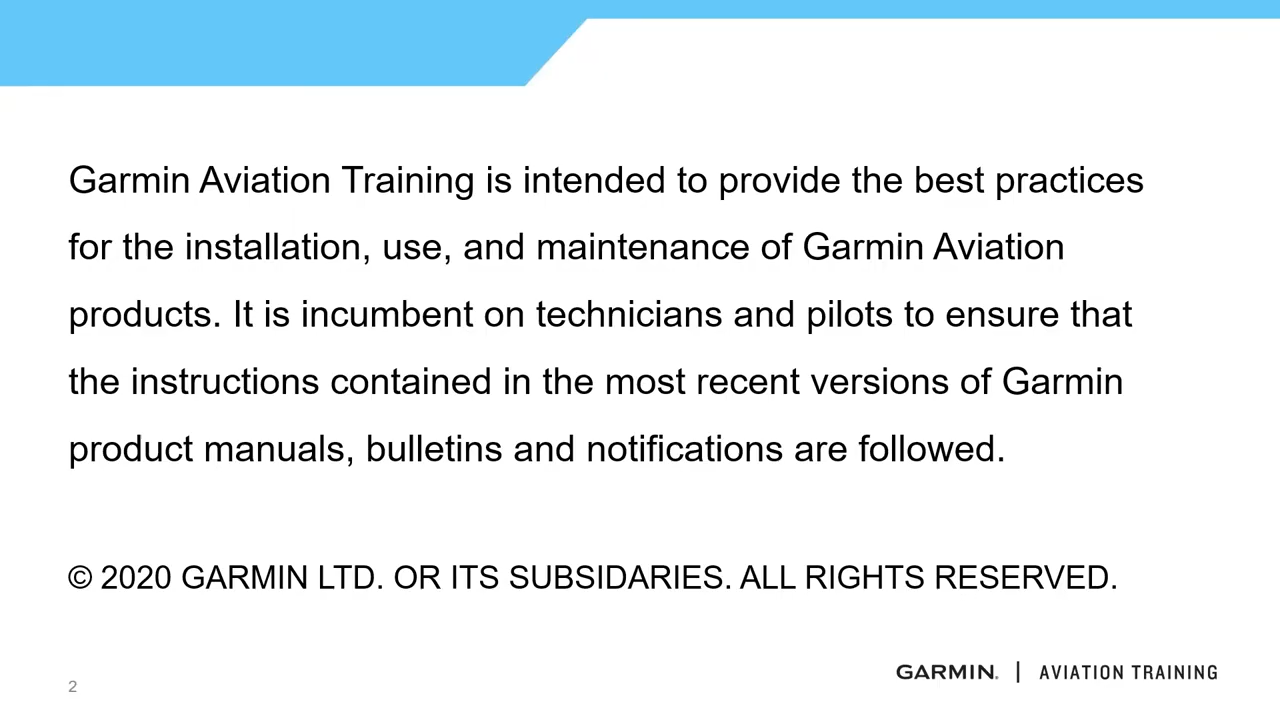 Garmin Aviation Training is intended to provide the best practices
for the installation, use, and maintenance of Garmin Aviation
products. It is incumbent on technicians and pilots to ensure that
the instructions contained in the most recent versions of Garmin
product manuals, bulletins and notifications are followed.
© 2020 GARMIN LTD. OR ITS SUBSIDARIES. ALL RIGHTS RESERVED.
2
GARMIN. | AVIATION TRAINING